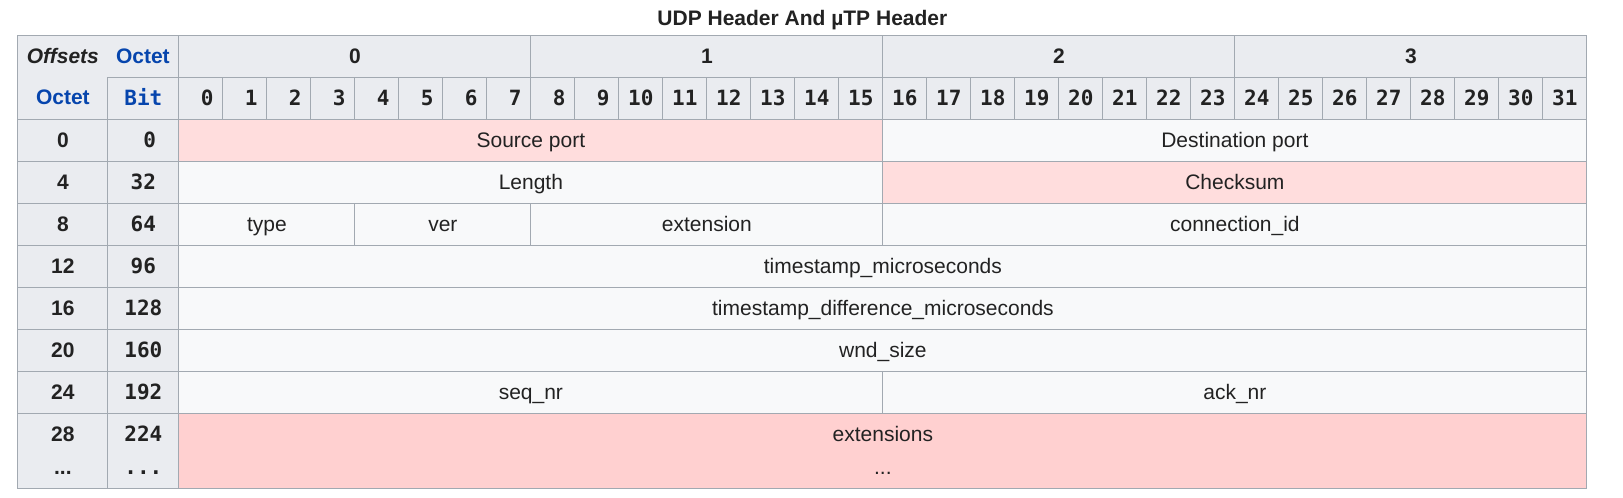 UDP Header And µTP Header
Offsets Octet 0 1 2 3
Octet Bit 0 1 2 3 4 5 6 7 8 9 10 11 12 13 14 15 16 17 18 19 20 21 22 23 24 25 26 27 28 29 30 31
0 0 Source port Destination port
4 32 Length Checksum
8 64 type ver extension connection_id
12 96 timestamp_microseconds
16 128 timestamp_difference_microseconds
20 160 wnd_size
24 192 seq_nr ack_nr
28 224 extensions
... ... ...